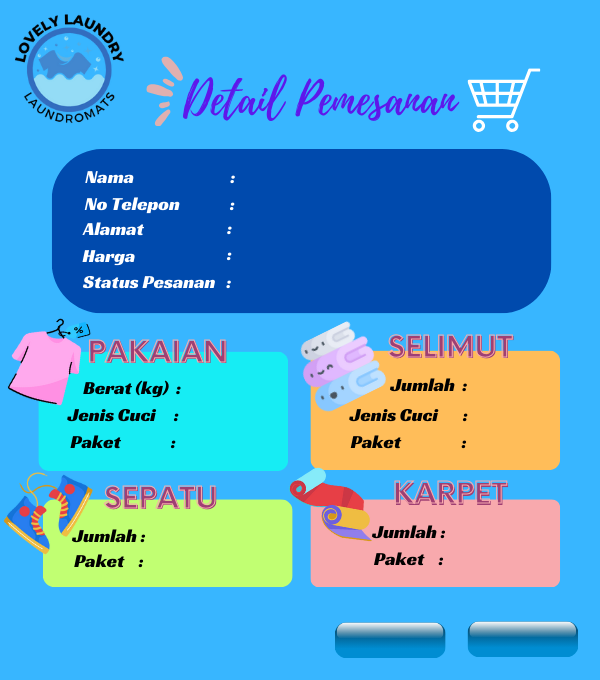 LOVELY LAUNDRY
LAUNDROMATS
Detail Pemesanan
Nama :
No Telepon :
Alamat :
Harga :
Status Pesanan :
%
PAKAIAN
Berat (kg) :
Jenis Cuci :
Paket :
SELIMUT
Jumlah :
Jenis Cuci :
Paket :
SEPATU
Jumlah :
Paket :
KARPET
Jumlah :
Paket :